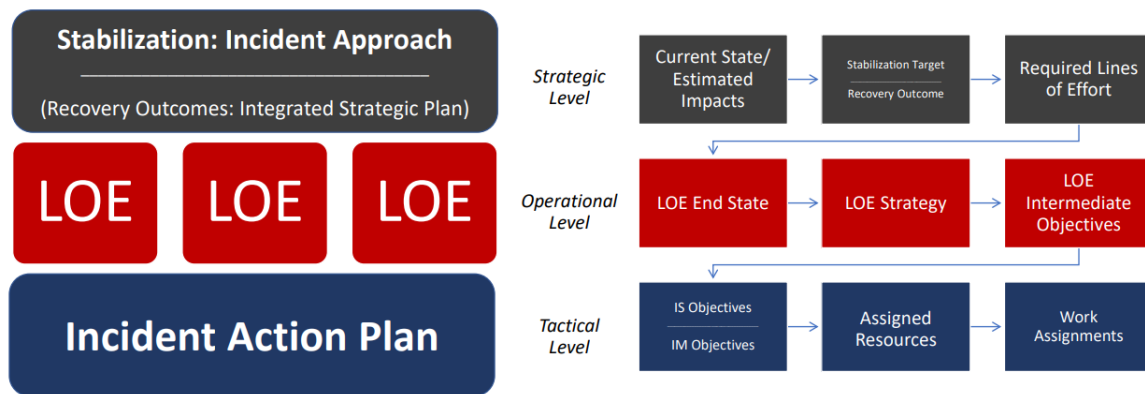 Stabilization: Incident Approach
(Recovery Outcomes: Integrated Strategic Plan)
LOE
LOE
LOE
Incident Action Plan
Strategic
Level
Current State/
Estimated
Impacts
Stabilization Target
Recovery Outcome
Required Lines
of Effort
Operational
Level
LOE End State
LOE Strategy
LOE
Intermediate
Objectives
Tactical
Level
IS Objectives
IM Objectives
Assigned
Resources
Work
Assignments